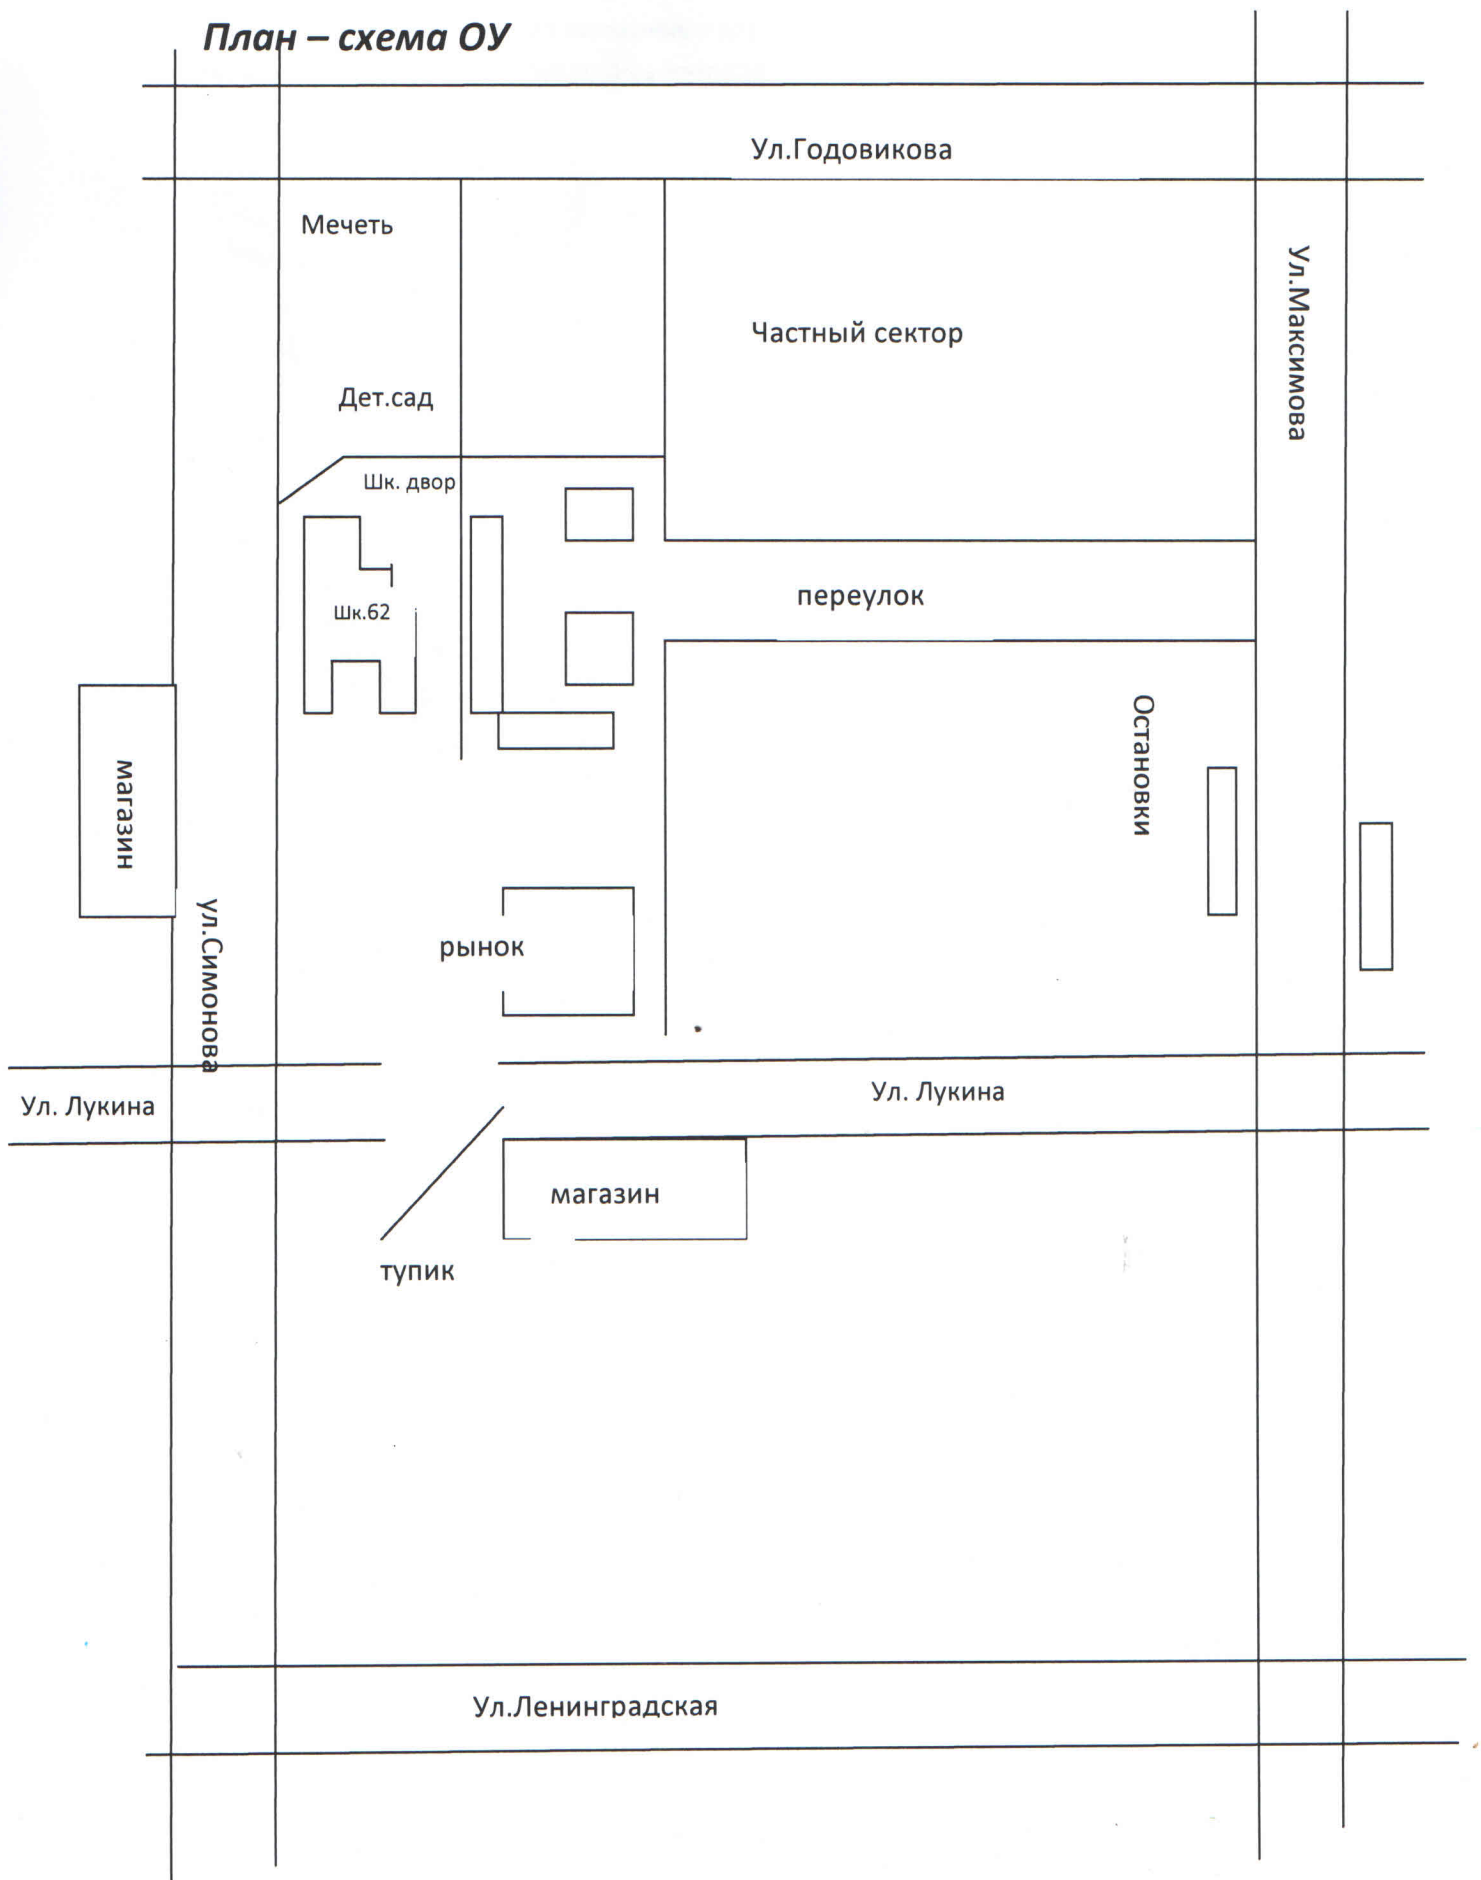 План – схема ОУ
Ул.Годовикова
Мечеть
Ул.Максимова
Частный сектор
Дет.сад
Шк. двор
переулок
Шк.62
Остановки
магазин
ул.Симонова
рынок
Ул. Лукина
Ул. Лукина
магазин
тупик
Ул.Ленинградская